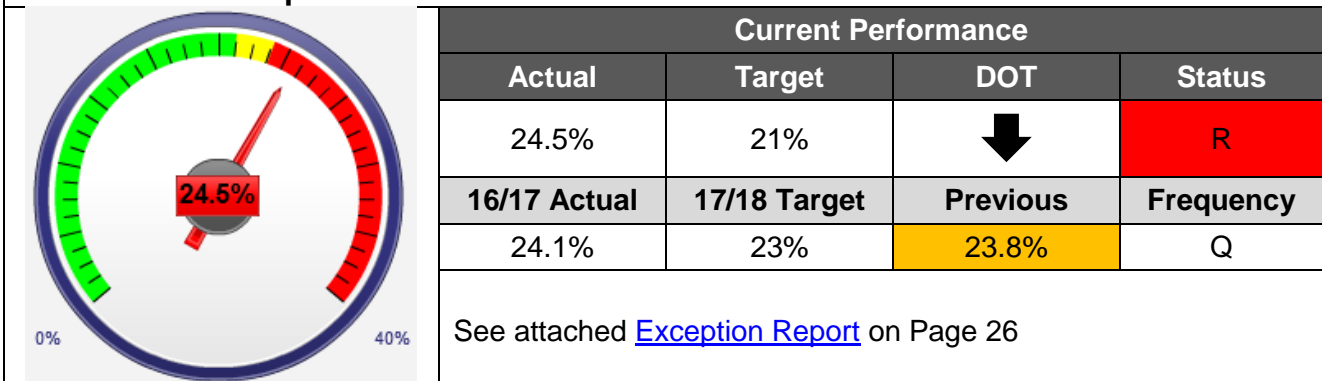 24.5%
0%
40%
Current Performance
Actual Target DOT Status
24.5% 21% R
16/17 Actual 17/18 Target Previous Frequency
24.1% 23% 23.8% Q
See attached Exception Report on Page 26